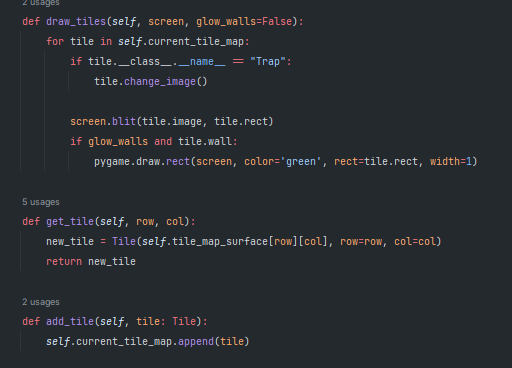 2 usages
def draw_tiles(self, screen, glow_walls=False):
    for tile in self.current_tile_map:
        if tile.__class__.__name__ == "Trap":
            tile.change_image()

        screen.blit(tile.image, tile.rect)
        if glow_walls and tile.wall:
            pygame.draw.rect(screen, color='green', rect=tile.rect, width=1)

5 usages
def get_tile(self, row, col):
    new_tile = Tile(self.tile_map_surface[row][col], row=row, col=col)
    return new_tile

2 usages
def add_tile(self, tile: Tile):
    self.current_tile_map.append(tile)